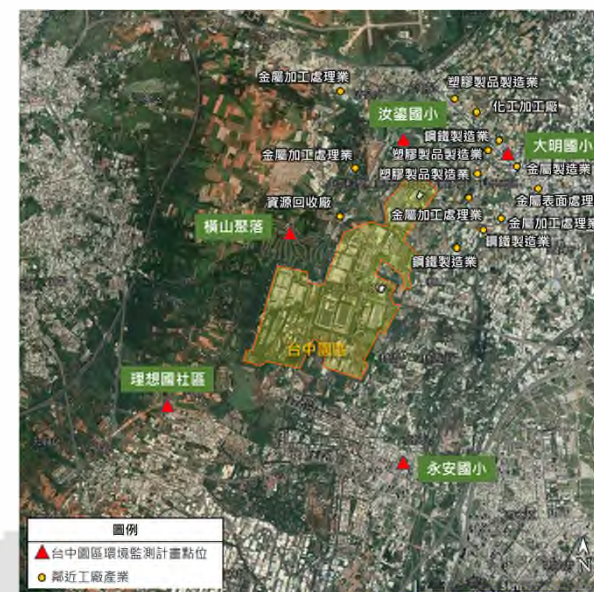 金屬加工處理業
塑膠製品製造業
汝鎏國小
化工加工廠
鋼鐵製造業
大明國小
金屬加工處理業
塑膠製品製造業
金屬製造業
塑膠製品製造業
資源回收廠
金屬表面處理
金屬加工處理業
橫山聚落
金屬加工處理業
鋼鐵製造業
鋼鐵製造業
台中園區
理想國社區
永安國小
圖例
台中園區環境監測計畫點位
鄰近工廠產業
N